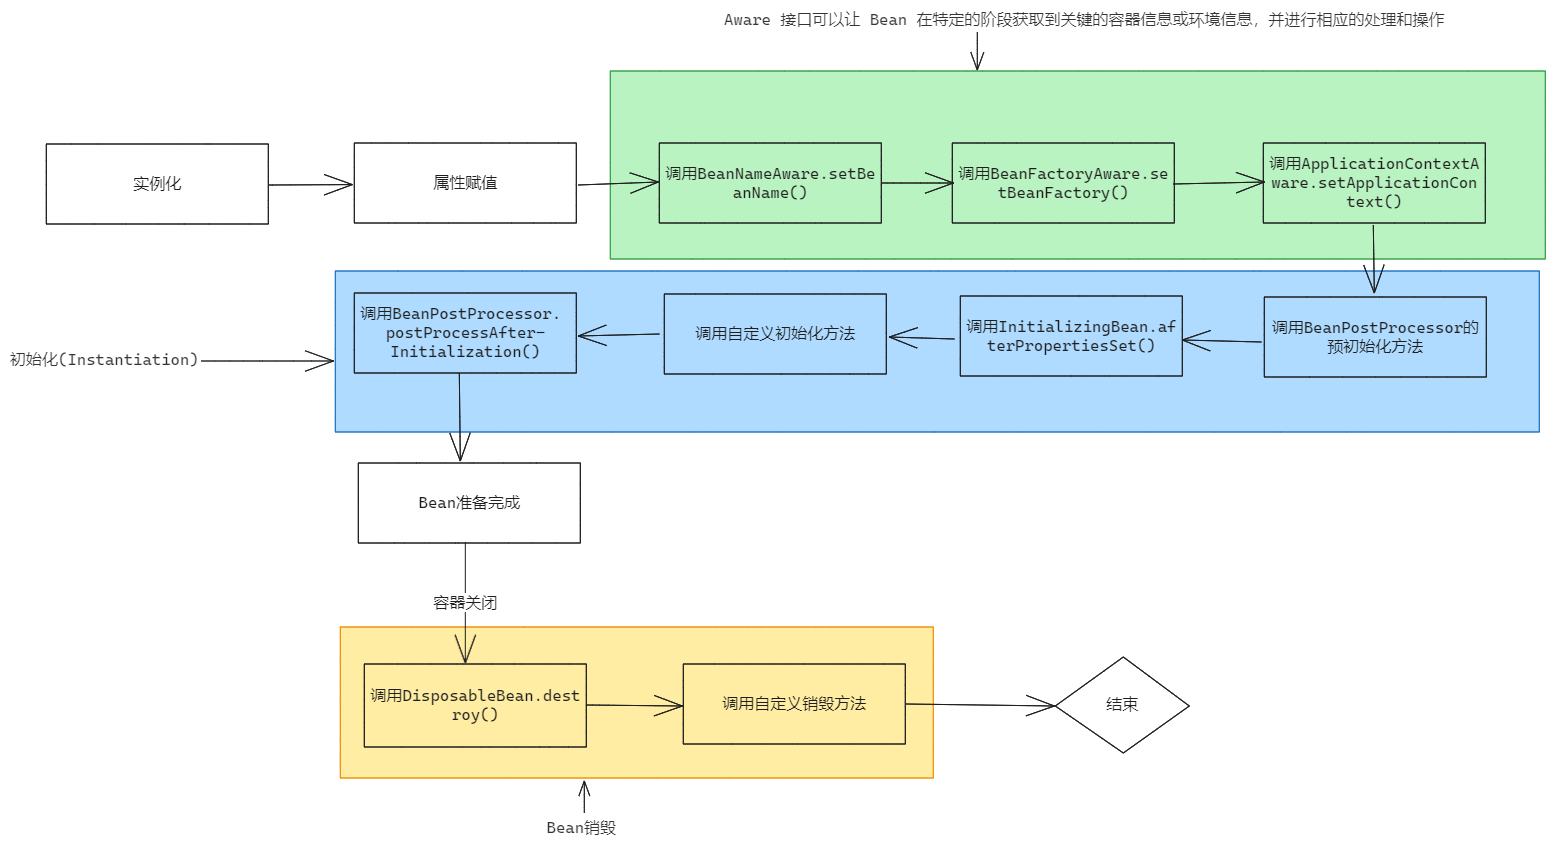 Aware 接口可以让 Bean 在特定的阶段获取到关键的容器信息或环境信息，并进行相应的处理和操作
实例化
属性赋值
调用BeanNameAware.setBe
anName()
调用BeanFactoryAware.se
tBeanFactory()
调用ApplicationContextA
ware.setApplicationCon
text()
初始化(Instantiation)
调用BeanPostProcessor.
postProcessAfter-
Initialization()
调用自定义初始化方法
调用InitializingBean.af
terPropertiesSet()
调用BeanPostProcessor的
预初始化方法
Bean准备完成
容器关闭
调用DisposableBean.dest
roy()
调用自定义销毁方法
结束
Bean销毁